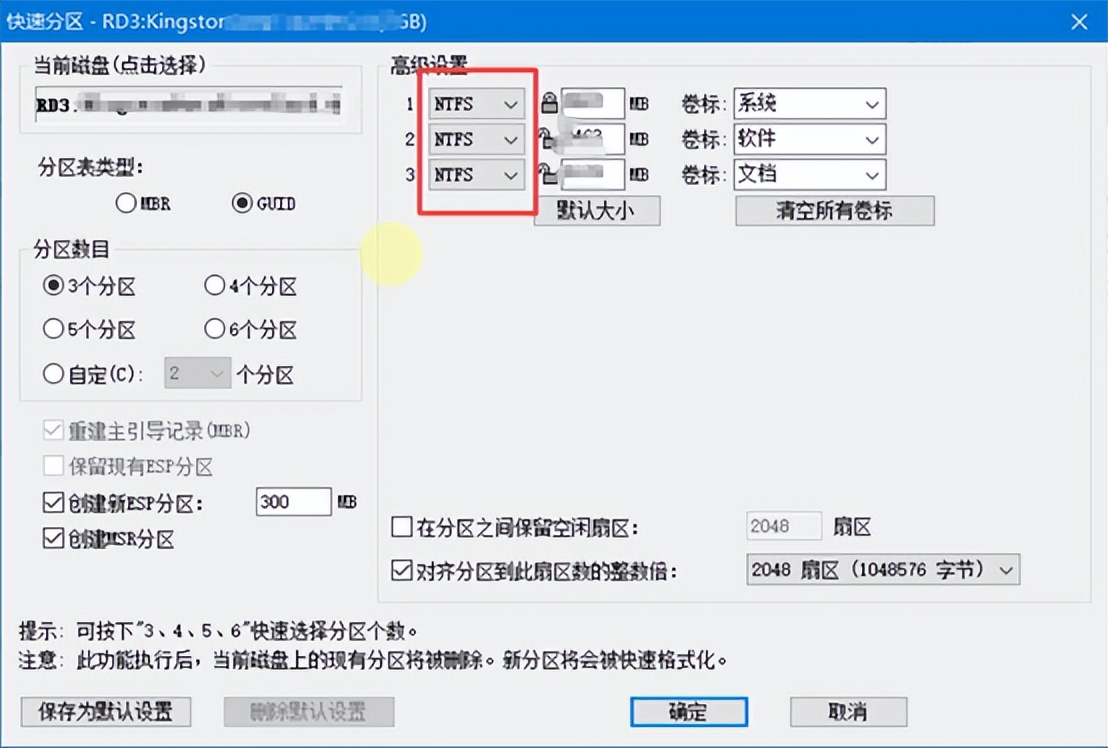 快速分区 - RD3:Kingston GB)
当前磁盘(点击选择)
高级设置
RD3.
1 NTFS MB 卷标: 系统
2 NTFS MB 卷标: 软件
3 NTFS MB 卷标: 文档
默认大小 清空所有卷标
分区表类型:
MBR GUID
分区数目
3个分区 4个分区
5个分区 6个分区
自定(C): 2 个分区
重建主引导记录(MBR)
保留现有ESP分区
创建新ESP分区: 300 MB
创建MSR分区
在分区之间保留空闲扇区: 2048 扇区
对齐分区到此扇区数的整数倍: 2048 扇区 (1048576 字节)
提示: 可按下"3、4、5、6"快速选择分区个数。
注意: 此功能执行后，当前磁盘上的现有分区将被删除。新分区将会被快速格式化。
保存为默认设置 删除默认设置 确定 取消